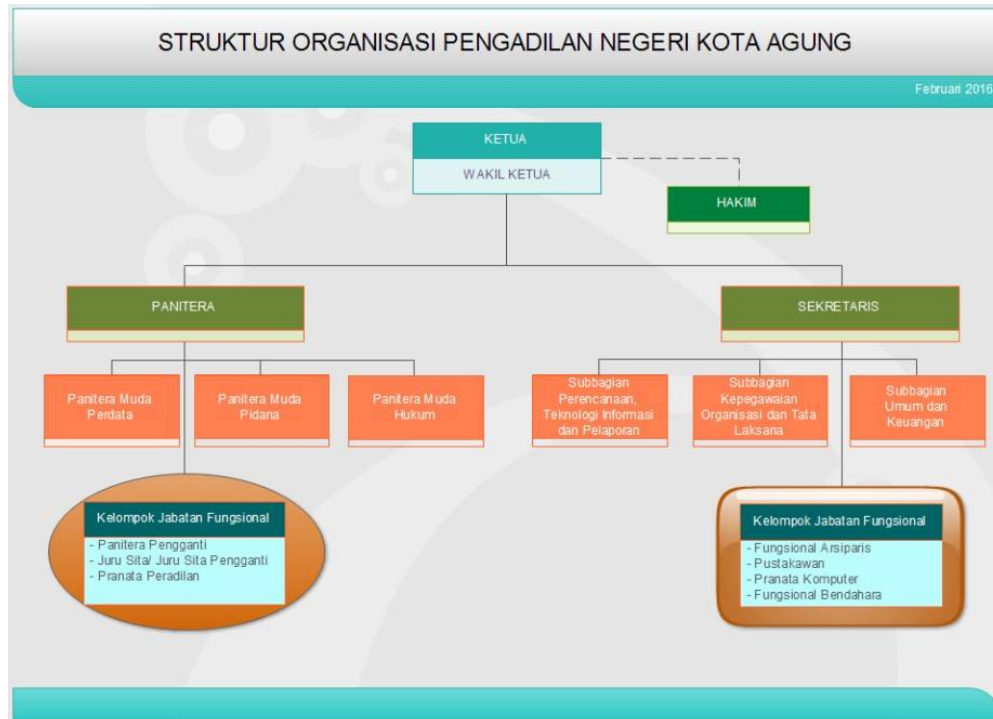 STRUKTUR ORGANISASI PENGADILAN NEGERI KOTA AGUNG
Februari 2016
KETUA
WAKIL KETUA
HAKIM
PANITERA
SEKRETARIS
Panitera Muda
Perdata
Panitera Muda
Pidana
Panitera Muda
Hukum
Subbagian
Perencanaan,
Teknologi Informasi
dan Pelaporan
Subbagian
Kepegawaian
Organisasi dan Tata
Laksana
Subbagian
Umum dan
Keuangan
Kelompok Jabatan Fungsional
- Panitera Pengganti
- Juru Sita/ Juru Sita Pengganti
- Pranata Peradilan
Kelompok Jabatan Fungsional
- Fungsional Arsiparis
- Pustakawan
- Pranata Komputer
- Fungsional Bendahara